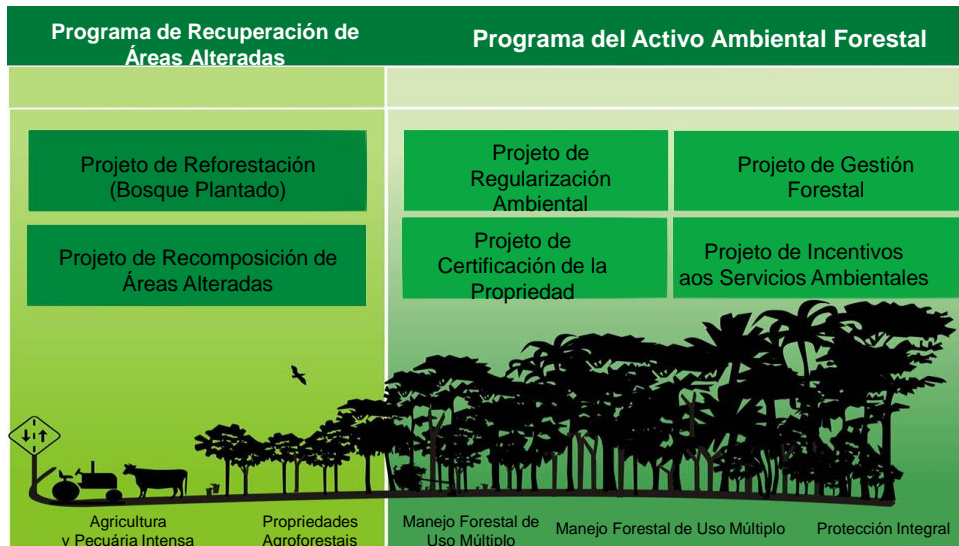 Programa de Recuperación de
Áreas Alteradas
Programa del Activo Ambiental Forestal
Projeto de Reforestación
(Bosque Plantado)
Projeto de Recomposición de
Áreas Alteradas
Projeto de
Regularización
Ambiental
Projeto de Gestión
Forestal
Projeto de
Certificación de la
Propriedad
Projeto de Incentivos
aos Servicios Ambientales
Agricultura
y Pecuária Intensa
Propriedades
Agroforestais
Manejo Forestal de
Uso Múltiplo
Manejo Forestal de Uso Múltiplo
Protección Integral